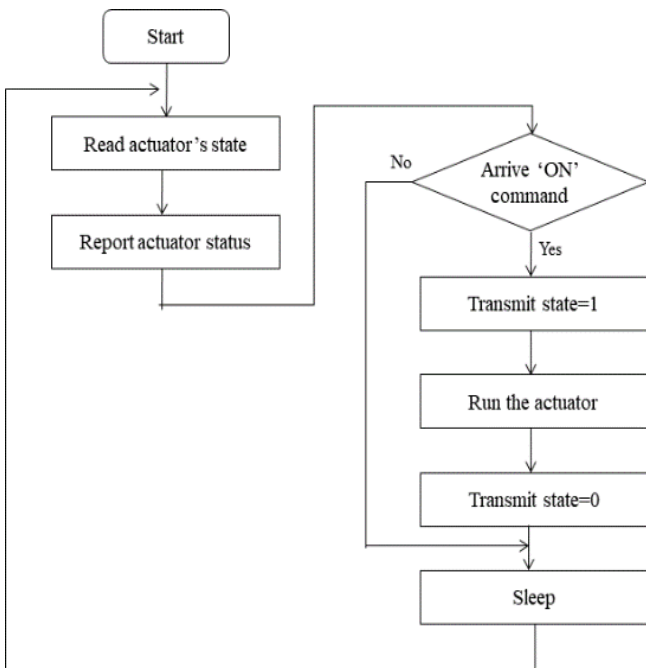 Start
Read actuator's state
Report actuator status
Arrive ‘ON’
command
No
Yes
Transmit state=1
Run the actuator
Transmit state=0
Sleep